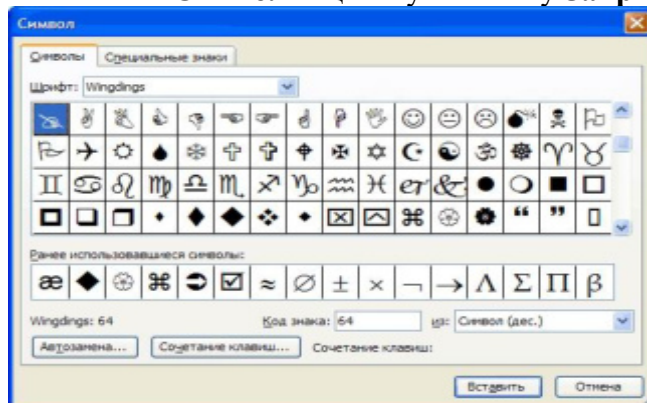 Символ
Символы Специальные знаки
Шрифт: Wingdings
Ранее использовавшиеся символы:
æ ◆ ⌘ ➲ ☑ ≈ ∅ ± × ¬ → Λ Σ Π β
Wingdings: 64 Код знака: 64 из: Символ (дес.)
Автозамена... Сочетание клавиш... Сочетание клавиш:
Вставить Отмена